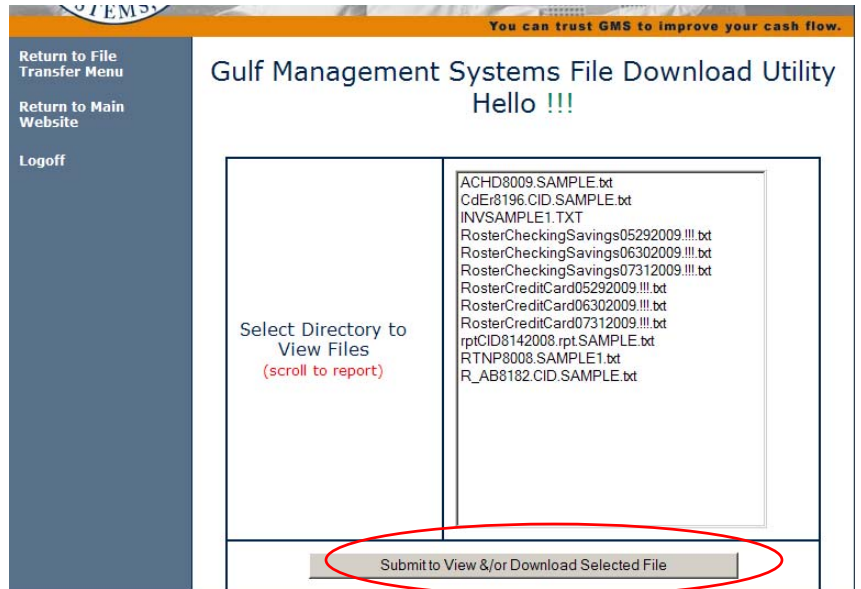 You can trust GMS to improve your cash flow.
Return to File
Transfer Menu
Return to Main
Website
Logoff
Gulf Management Systems File Download Utility
Hello !!!
Select Directory to
View Files
(scroll to report)
ACHD8009.SAMPLE.txt
CdEr8196.CID.SAMPLE.txt
INVSAMPLE1.TXT
RosterCheckingSavings05292009.!!!.txt
RosterCheckingSavings06302009.!!!.txt
RosterCheckingSavings07312009.!!!.txt
RosterCreditCard05292009.!!!.txt
RosterCreditCard06302009.!!!.txt
RosterCreditCard07312009.!!!.txt
rptCID8142008.rpt.SAMPLE.txt
RTNP8008.SAMPLE1.txt
R_AB8182.CID.SAMPLE.txt
Submit to View &/or Download Selected File